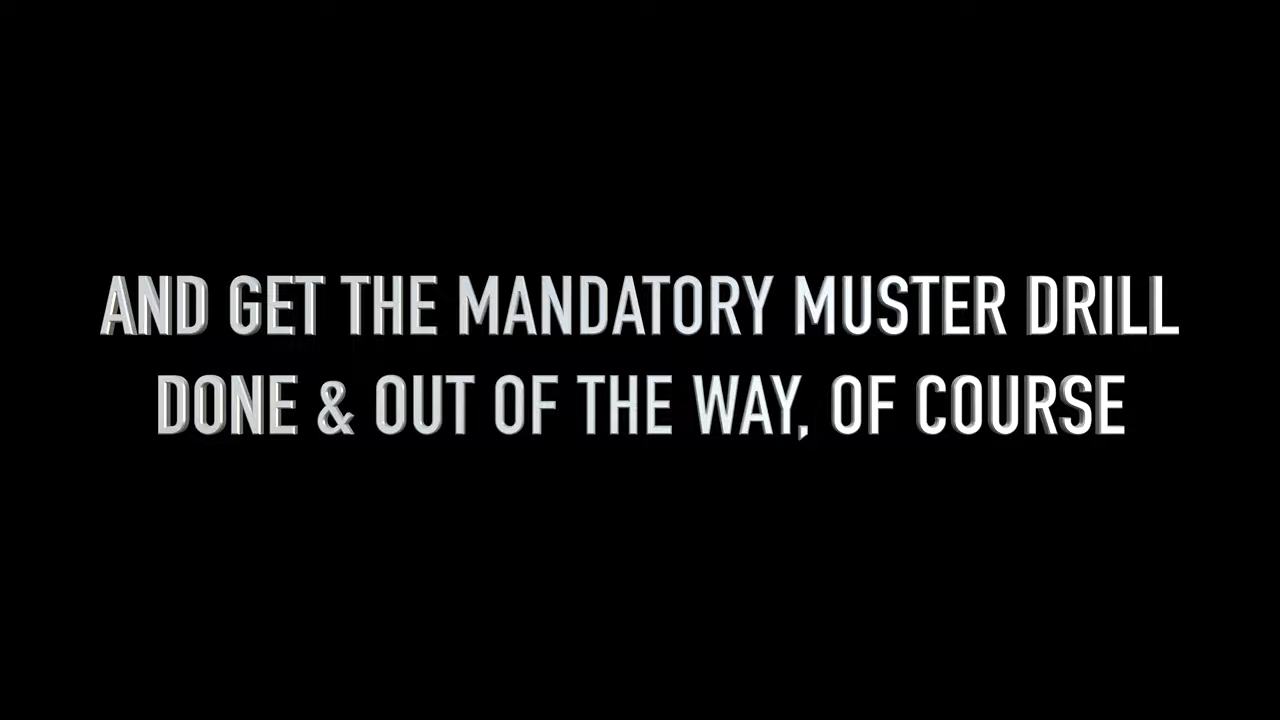 AND GET THE MANDATORY MUSTER DRILL
DONE & OUT OF THE WAY, OF COURSE